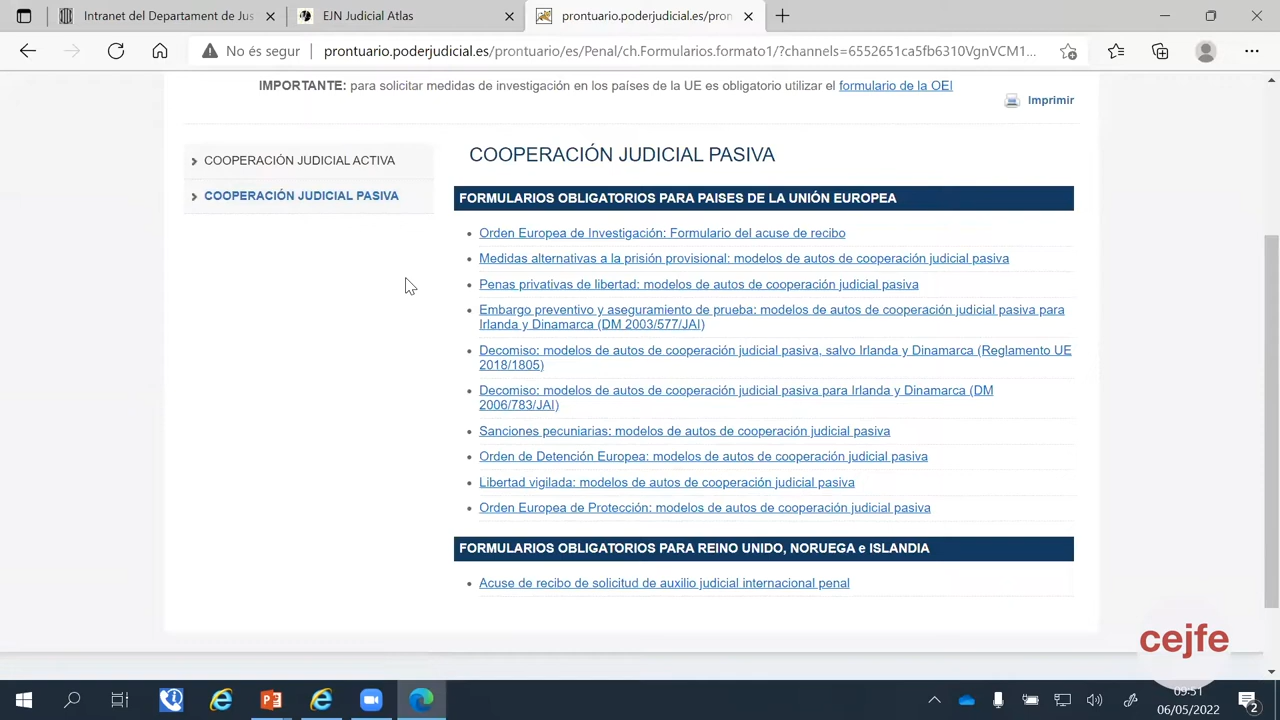 Intranet del Departament de Jus
EJN Judicial Atlas
prontuario.poderjudicial.es/pron
No és segur
prontuario.poderjudicial.es/prontuario/es/Penal/ch.Formularios.formato1/?channels=6552651ca5fb6310VgnVCM1...
IMPORTANTE: para solicitar medidas de investigación en los países de la UE es obligatorio utilizar el formulario de la OEI
Imprimir
COOPERACIÓN JUDICIAL ACTIVA
COOPERACIÓN JUDICIAL PASIVA
COOPERACIÓN JUDICIAL PASIVA
FORMULARIOS OBLIGATORIOS PARA PAISES DE LA UNIÓN EUROPEA
Orden Europea de Investigación: Formulario del acuse de recibo
Medidas alternativas a la prisión provisional: modelos de autos de cooperación judicial pasiva
Penas privativas de libertad: modelos de autos de cooperación judicial pasiva
Embargo preventivo y aseguramiento de prueba: modelos de autos de cooperación judicial pasiva para
Irlanda y Dinamarca (DM 2003/577/JAI)
Decomiso: modelos de autos de cooperación judicial pasiva, salvo Irlanda y Dinamarca (Reglamento UE
2018/1805)
Decomiso: modelos de autos de cooperación judicial pasiva para Irlanda y Dinamarca (DM
2006/783/JAI)
Sanciones pecuniarias: modelos de autos de cooperación judicial pasiva
Orden de Detención Europea: modelos de autos de cooperación judicial pasiva
Libertad vigilada: modelos de autos de cooperación judicial pasiva
Orden Europea de Protección: modelos de autos de cooperación judicial pasiva
FORMULARIOS OBLIGATORIOS PARA REINO UNIDO, NORUEGA e ISLANDIA
Acuse de recibo de solicitud de auxilio judicial internacional penal
cejfe
09:51
06/05/2022
2